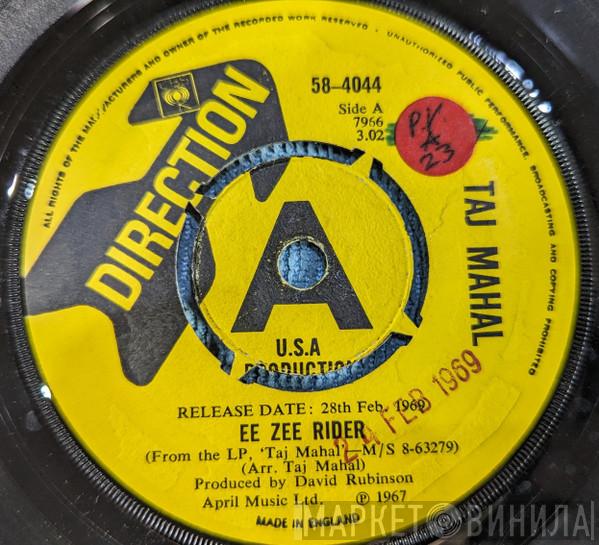 ALL RIGHTS OF THE MANUFACTURERS AND OWNER OF THE RECORDED WORK RESERVED · UNAUTHORIZED PUBLIC PERFORMANCE, BROADCASTING AND COPYING PROHIBITED
DIRECTION
58-4044
Side A
7966
3.02
TAJ MAHAL
A
U.S.A
PRODUCTION
RELEASE DATE: 28th Feb. 1969
24 FEB 1969
EE ZEE RIDER
(From the LP, 'Taj Mahal' — M/S 8-63279)
(Arr. Taj Mahal)
Produced by David Rubinson
April Music Ltd. ℗ 1967
MADE IN ENGLAND
МАРКЕТ ВИНИЛА